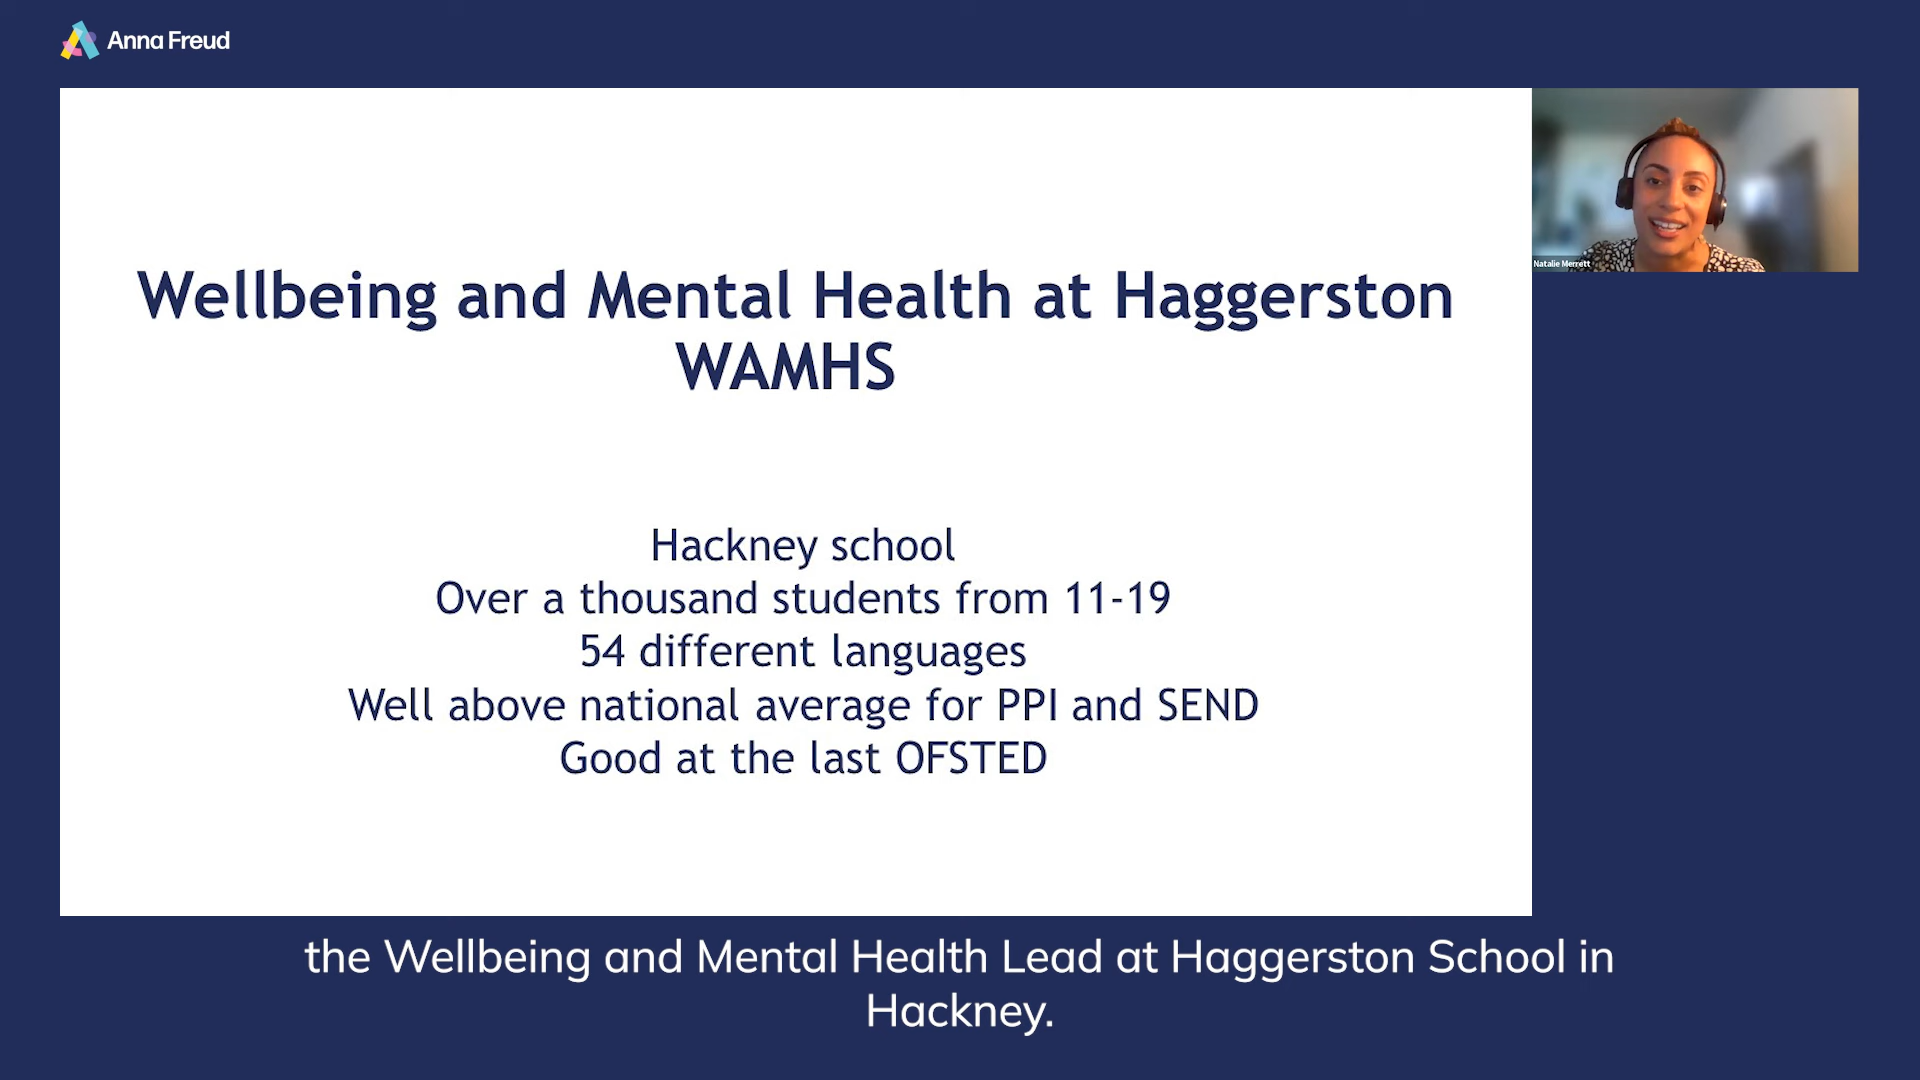 Anna Freud
Wellbeing and Mental Health at Haggerston
WAMHS
Hackney school
Over a thousand students from 11-19
54 different languages
Well above national average for PPI and SEND
Good at the last OFSTED
Natalie Merrett
the Wellbeing and Mental Health Lead at Haggerston School in
Hackney.